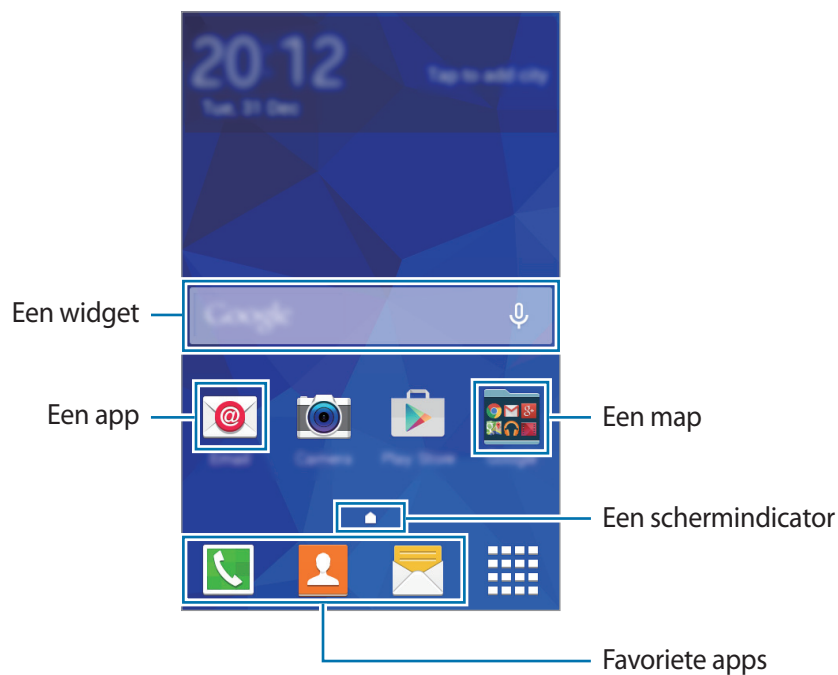 20 12
Tap to add city
Tue, 31 Dec
Een widget
Google
Een app
Een map
Email
Camera
Play Store
Google
Een schermindicator
Favoriete apps